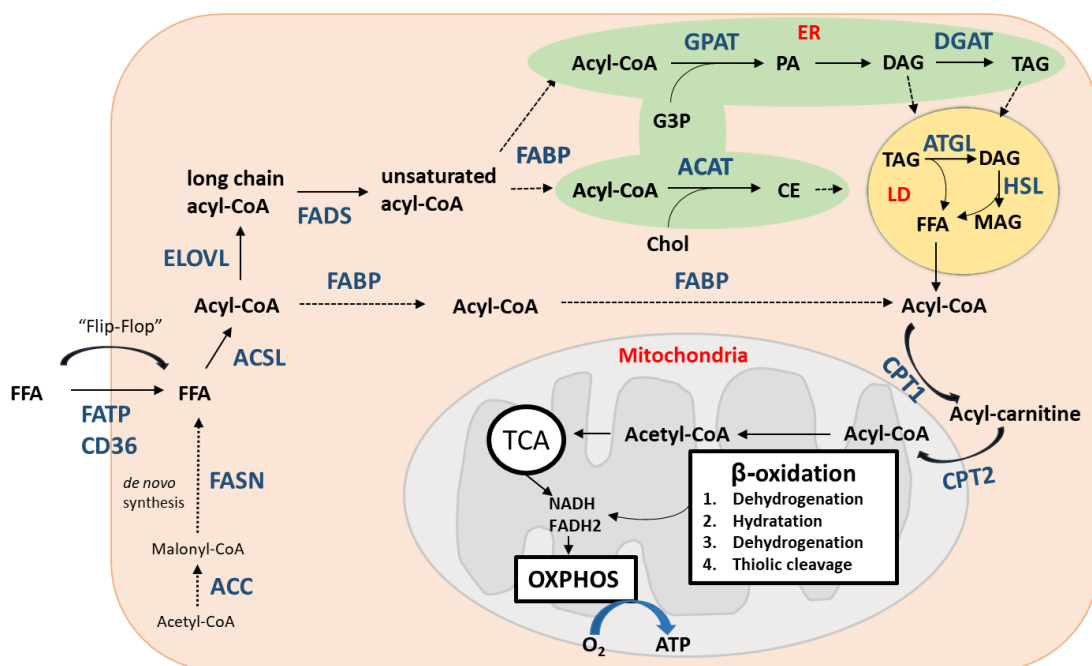 GPAT
ER
DGAT
Acyl-CoA
PA
DAG
TAG
G3P
FABP
ACAT
Acyl-CoA
CE
Chol
ATGL
TAG
DAG
LD
HSL
FFA
MAG
long chain
acyl-CoA
FADS
unsaturated
acyl-CoA
ELOVL
FABP
FABP
Acyl-CoA
Acyl-CoA
Acyl-CoA
“Flip-Flop”
ACSL
FFA
FFA
FATP
CD36
de novo
synthesis
FASN
Malonyl-CoA
ACC
Acetyl-CoA
Mitochondria
CPT1
Acyl-carnitine
CPT2
TCA
Acetyl-CoA
Acyl-CoA
β-oxidation
1. Dehydrogenation
2. Hydratation
3. Dehydrogenation
4. Thiolic cleavage
NADH
FADH2
OXPHOS
O2
ATP